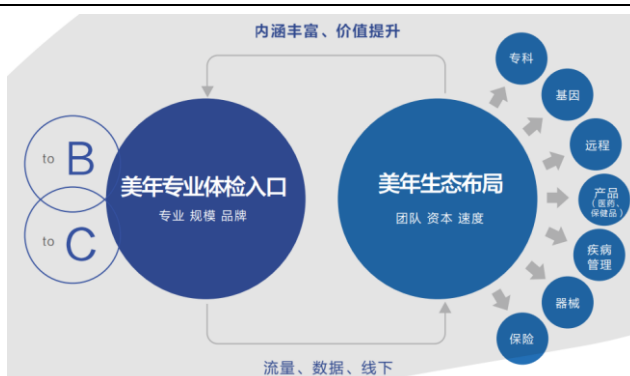 内涵丰富、价值提升
专科
基因
远程
产品
(医药、
保健品)
疾病
管理
器械
保险
to B
to C
美年专业体检入口
专业 规模 品牌
美年生态布局
团队 资本 速度
流量、数据、线下